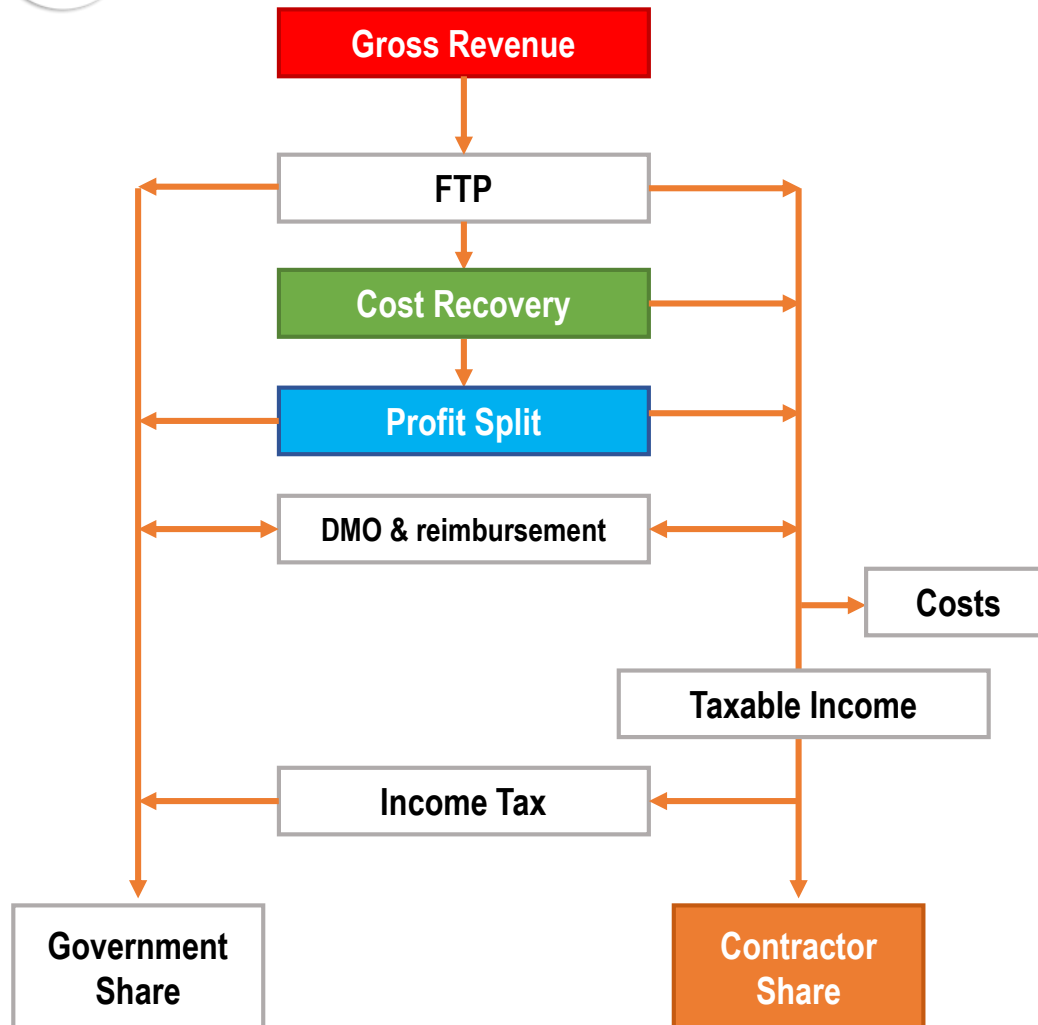 Gross Revenue
FTP
Cost Recovery
Profit Split
DMO & reimbursement
Costs
Taxable Income
Income Tax
Government
Share
Contractor
Share